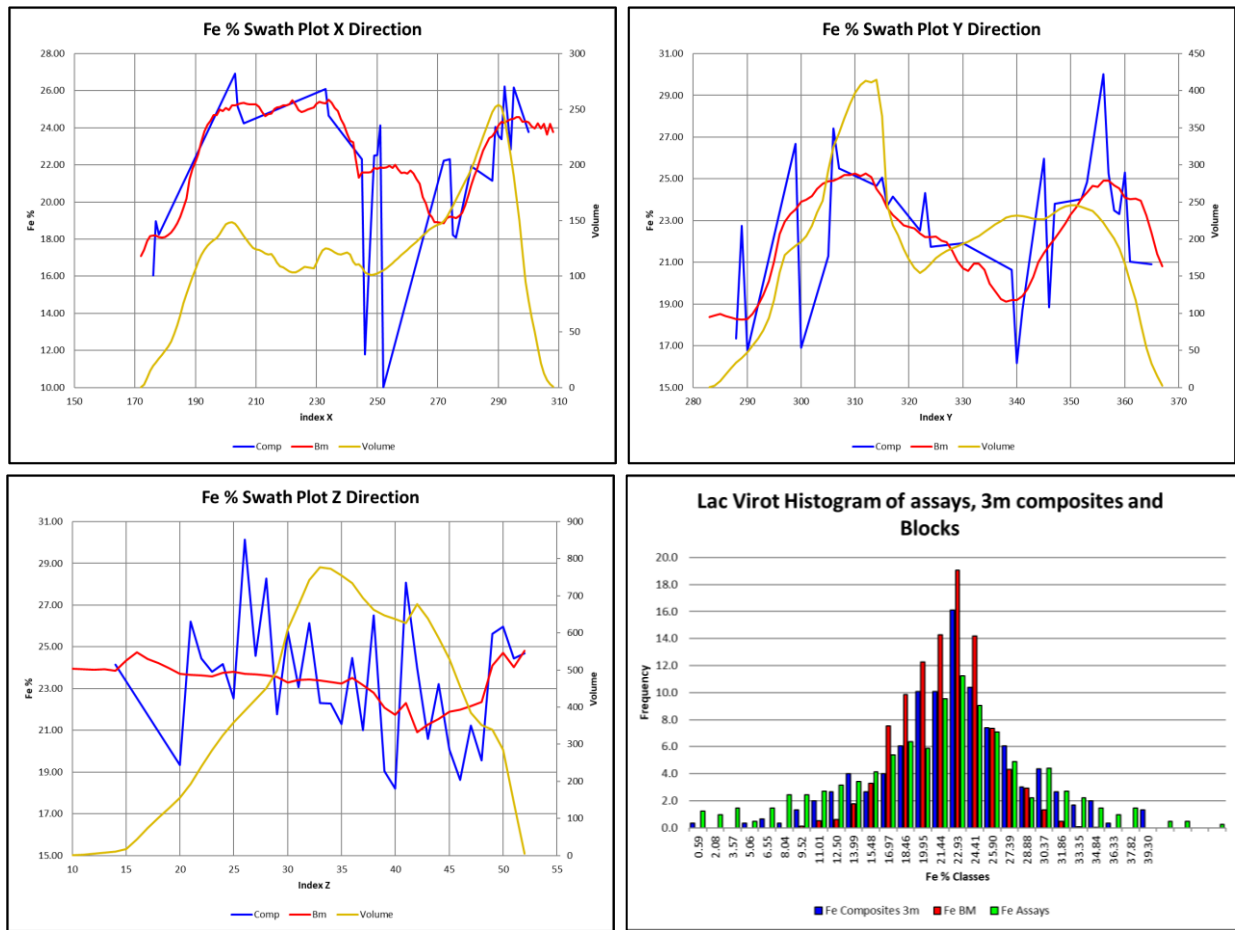 Fe % Swath Plot X Direction
28.00
26.00
24.00
22.00
20.00
18.00
16.00
14.00
12.00
10.00
Fe %
300
250
200
150
100
50
0
Volume
150 170 190 210 230 250 270 290 310
index X
Comp Bm Volume
Fe % Swath Plot Y Direction
31.00
29.00
27.00
25.00
23.00
21.00
19.00
17.00
15.00
Fe %
450
400
350
300
250
200
150
100
50
0
Volume
280 290 300 310 320 330 340 350 360 370
Index Y
Comp Bm Volume
Fe % Swath Plot Z Direction
31.00
29.00
27.00
25.00
23.00
21.00
19.00
17.00
15.00
Fe %
900
800
700
600
500
400
300
200
100
0
Volume
10 15 20 25 30 35 40 45 50 55
Index Z
Comp Bm Volume
Lac Virot Histogram of assays, 3m composites and
Blocks
20.0
18.0
16.0
14.0
12.0
10.0
8.0
6.0
4.0
2.0
0.0
Frequency
0.59 2.08 3.57 5.06 6.55 8.04 9.52 11.01 12.50 13.99 15.48 16.97 18.46 19.95 21.44 22.93 24.41 25.90 27.39 28.88 30.37 31.86 33.35 34.84 36.33 37.82 39.30
Fe % Classes
Fe Composites 3m Fe BM Fe Assays